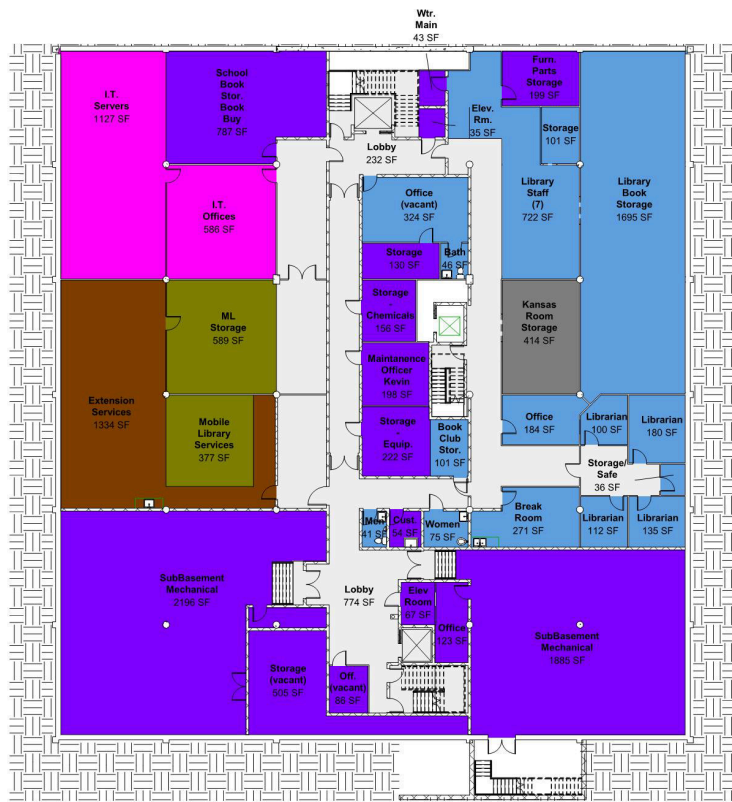 Wtr.
Main
43 SF
I.T.
Servers
1127 SF
School
Book
Stor.
Book
Buy
787 SF
Furn.
Parts
Storage
199 SF
Elev.
Rm.
35 SF
Storage
101 SF
Lobby
232 SF
I.T.
Offices
586 SF
Office
(vacant)
324 SF
Library
Staff
(7)
722 SF
Library
Book
Storage
1695 SF
Storage
130 SF
Bath
46 SF
ML
Storage
589 SF
Storage
-
Chemicals
156 SF
Kansas
Room
Storage
414 SF
Maintanence
Officer
Kevin
198 SF
Extension
Services
1334 SF
Mobile
Library
Services
377 SF
Storage
-
Equip.
222 SF
Book
Club
Stor.
101 SF
Office
184 SF
Librarian
100 SF
Librarian
180 SF
Storage/
Safe
36 SF
Men
41 SF
Cust.
54 SF
Women
75 SF
Break
Room
271 SF
Librarian
112 SF
Librarian
135 SF
SubBasement
Mechanical
2196 SF
Lobby
774 SF
Elev
Room
67 SF
Office
123 SF
SubBasement
Mechanical
1885 SF
Storage
(vacant)
505 SF
Off.
(vacant)
86 SF